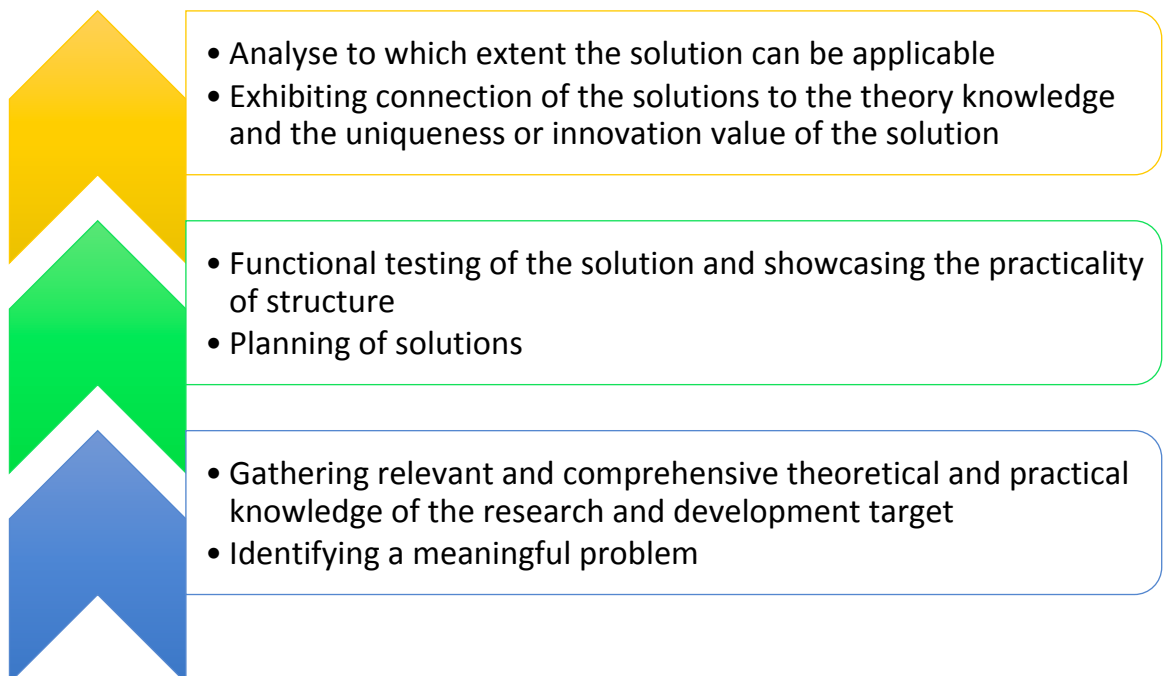 • Analyse to which extent the solution can be applicable
• Exhibiting connection of the solutions to the theory knowledge
and the uniqueness or innovation value of the solution
• Functional testing of the solution and showcasing the practicality
of structure
• Planning of solutions
• Gathering relevant and comprehensive theoretical and practical
knowledge of the research and development target
• Identifying a meaningful problem